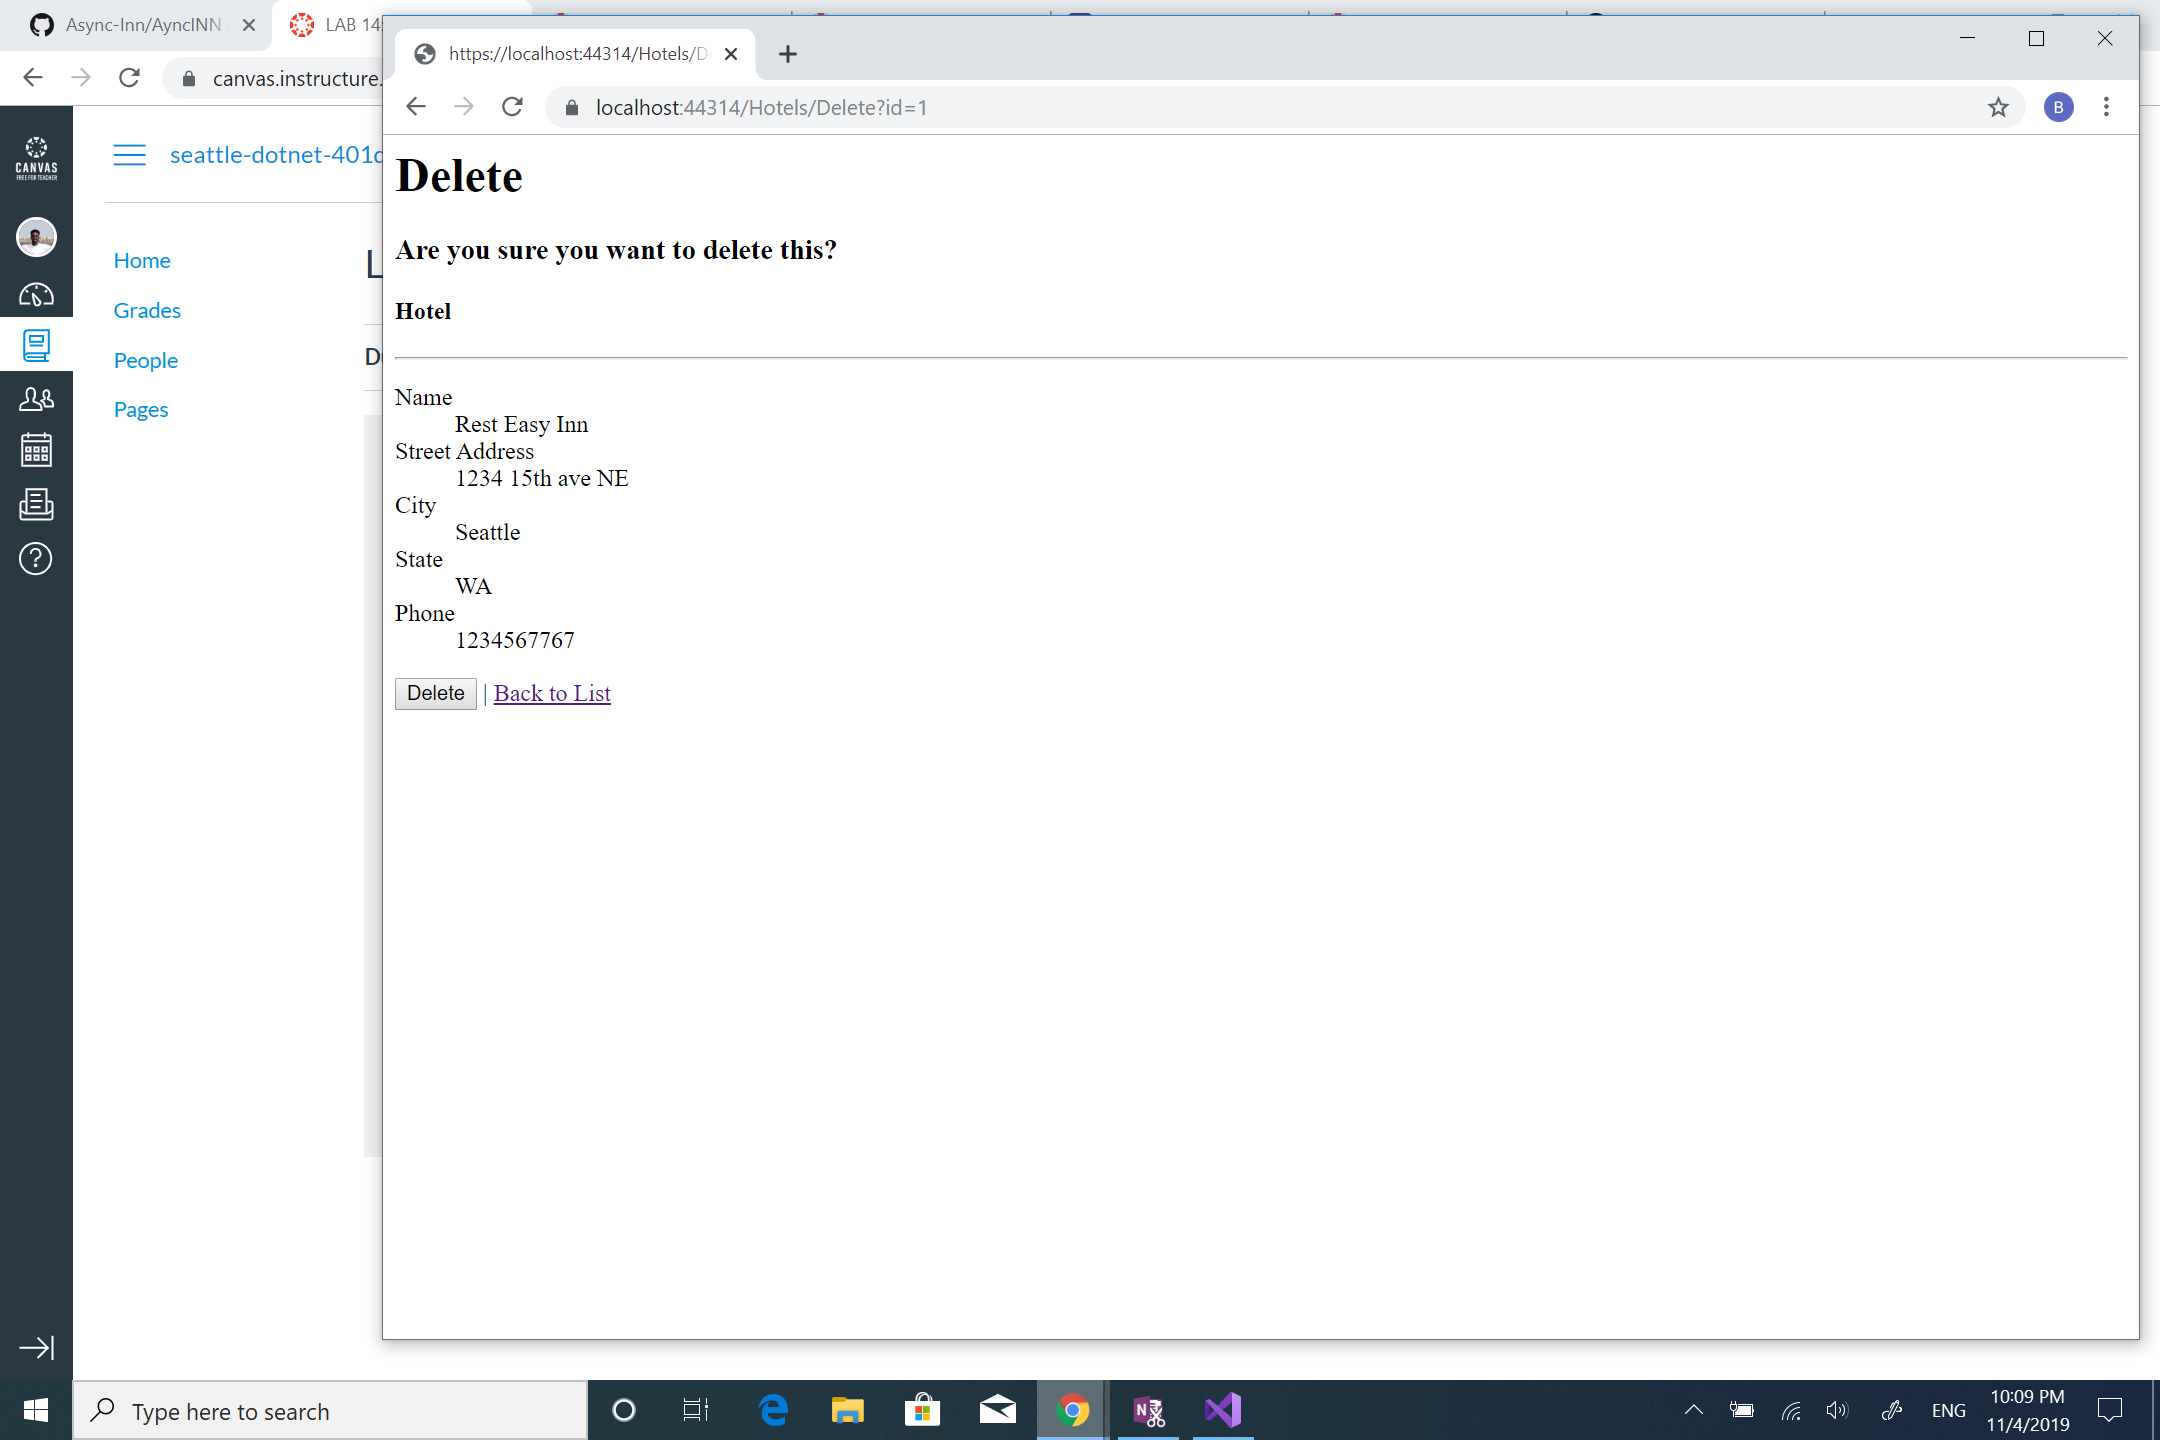 Async-Inn/AyncINN
LAB 14:
canvas.instructure.
https://localhost:44314/Hotels/D
localhost:44314/Hotels/Delete?id=1
B
CANVAS
FREE FOR TEACHER
seattle-dotnet-401d
Home
Grades
People
Pages
L
D
Delete
Are you sure you want to delete this?
Hotel
Name
Rest Easy Inn
Street Address
1234 15th ave NE
City
Seattle
State
WA
Phone
1234567767
Delete | Back to List
Type here to search
ENG
10:09 PM
11/4/2019